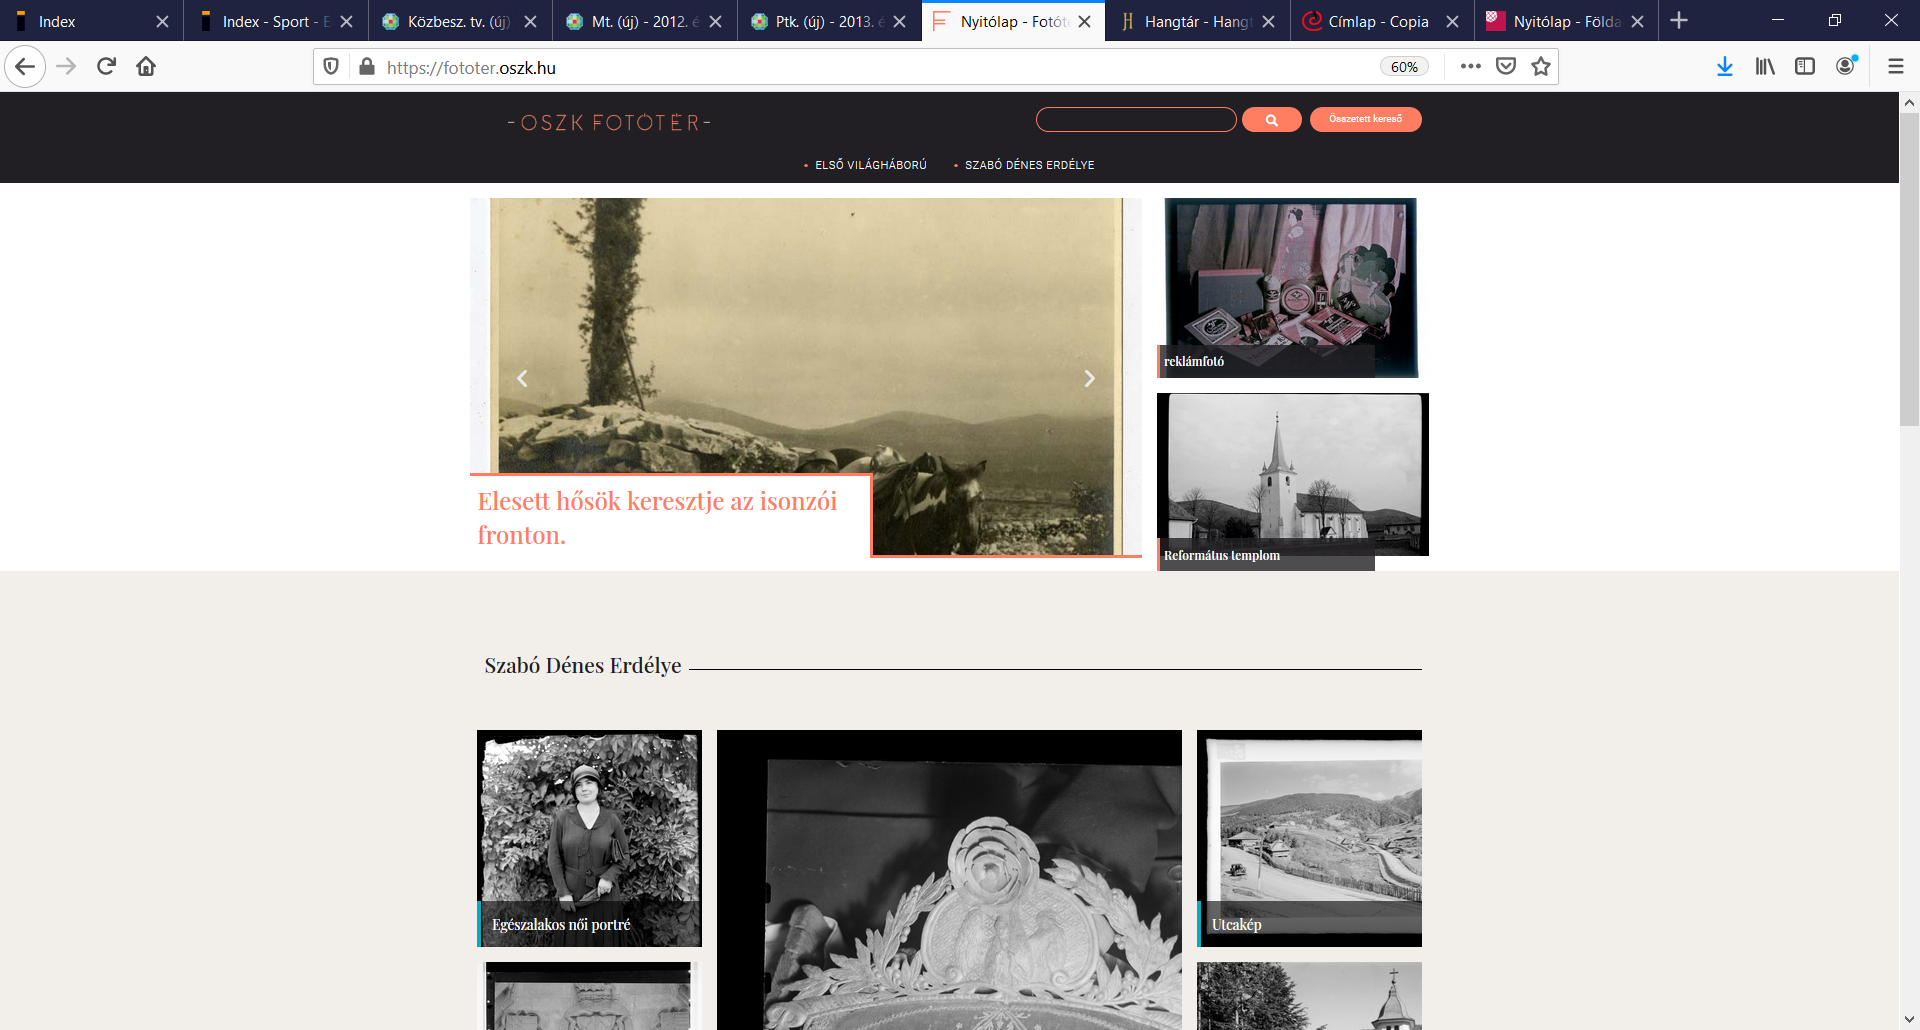 Index
Index - Sport -
Közbesz. tv. (új)
Mt. (új) - 2012. é
Ptk. (új) - 2013. é
Nyitólap - Fotót
Hangtár - Hangt
Címlap - Copia
Nyitólap - Földa
https://fototer.oszk.hu
60%
-OSZK FOTÓTÉR-
Összetett kereső
• ELSŐ VILÁGHÁBORÚ
• SZABÓ DÉNES ERDÉLYE
Elesett hősök keresztje az isonzói
fronton.
reklámfotó
Református templom
Szabó Dénes Erdélye
Egészalakos női portré
Utcakép